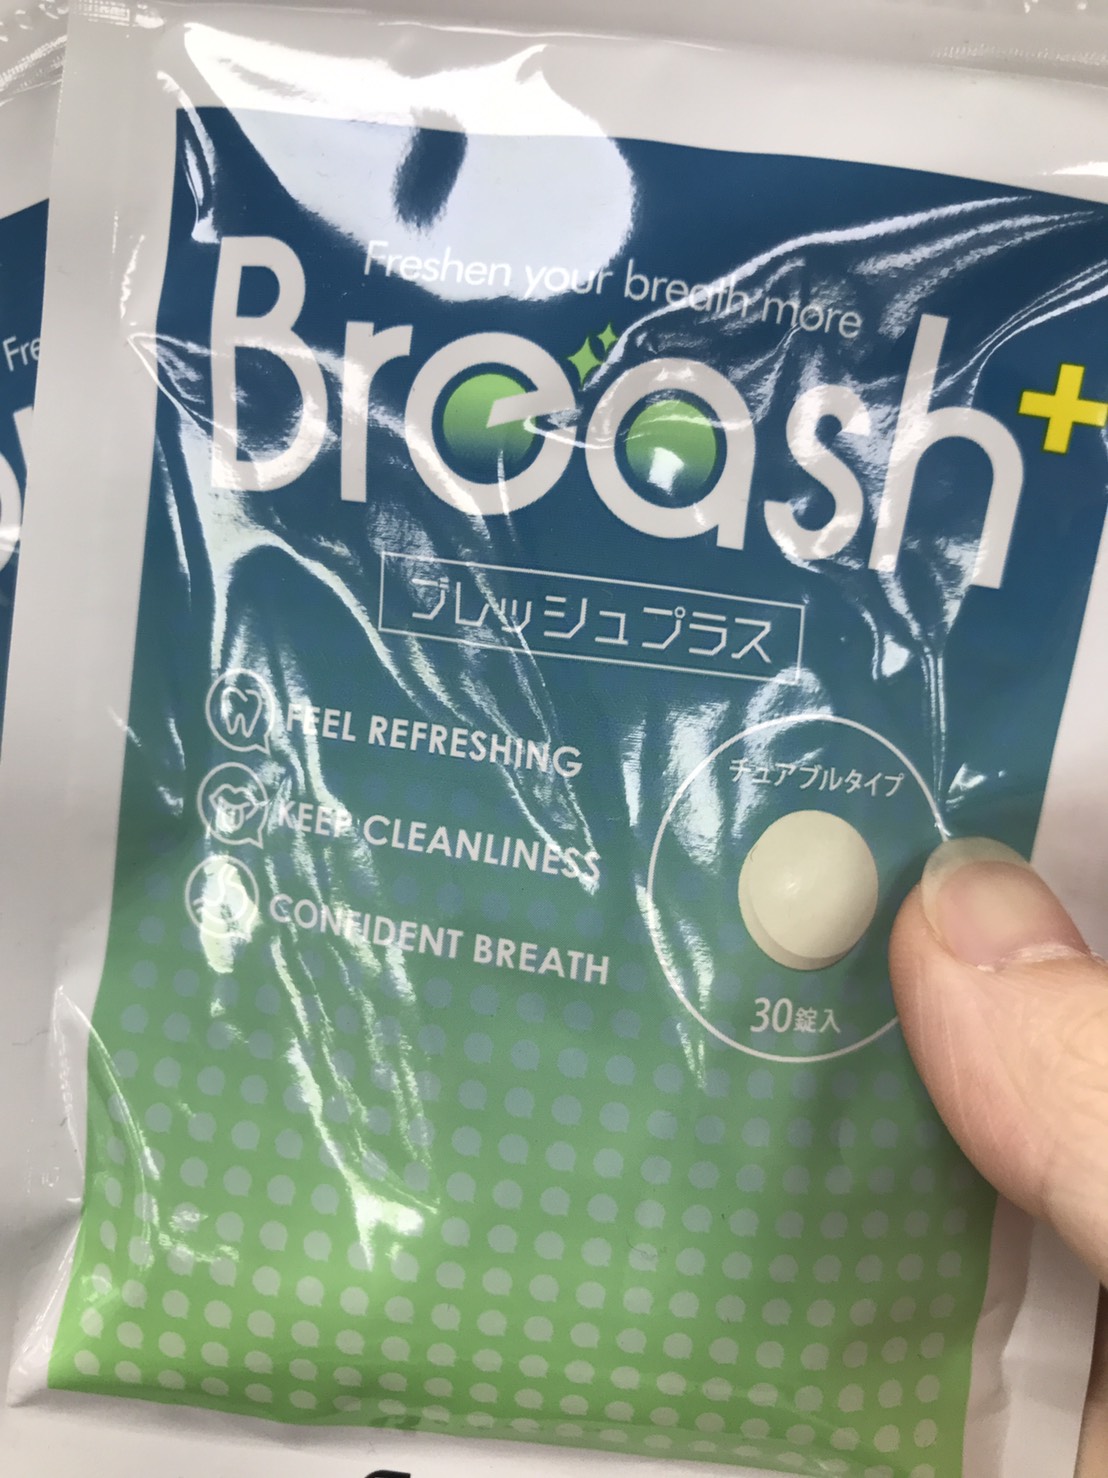 Freshen your breath more
Breash+
ブレッシュプラス
FEEL REFRESHING
KEEP CLEANLINESS
CONFIDENT BREATH
チュアブルタイプ
30錠入
Fre